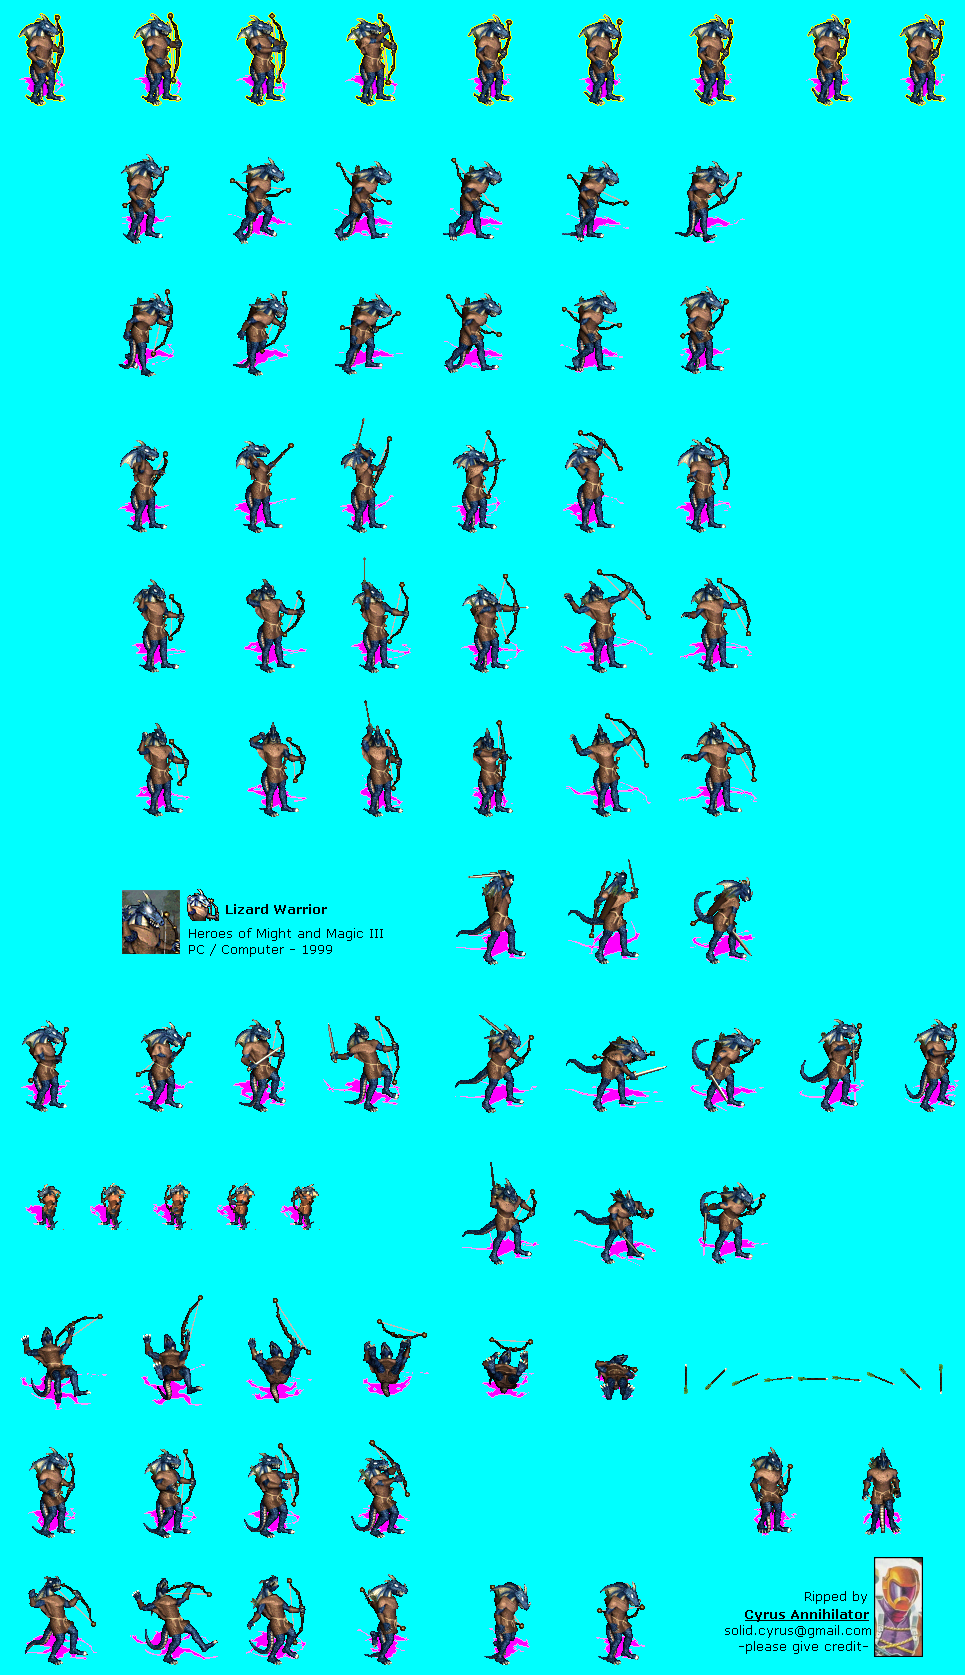 Lizard Warrior
Heroes of Might and Magic III
PC / Computer - 1999
Ripped by
Cyrus Annihilator
solid.cyrus@gmail.com
-please give credit-